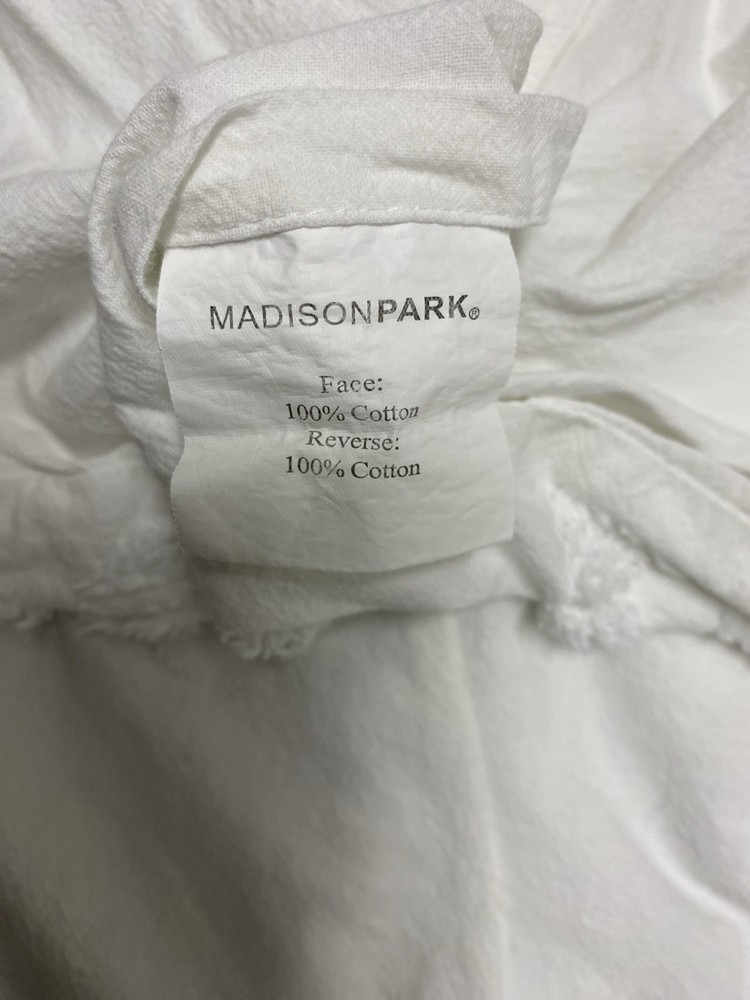 MADISONPARK®
Face:
100% Cotton
Reverse:
100% Cotton